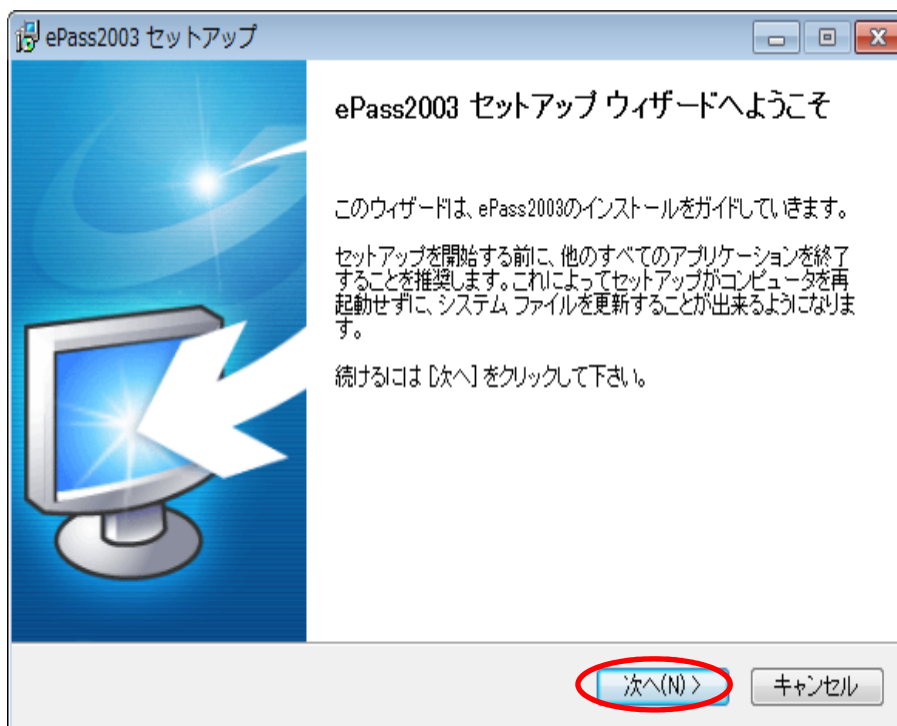 ePass2003 セットアップ
ePass2003 セットアップ ウィザードへようこそ
このウィザードは、ePass2003のインストールをガイドしていきます。
セットアップを開始する前に、他のすべてのアプリケーションを終了
することを推奨します。これによってセットアップがコンピュータを再
起動せずに、システム ファイルを更新することが出来るようになりま
す。
続けるには [次へ] をクリックして下さい。
次へ(N) >
キャンセル